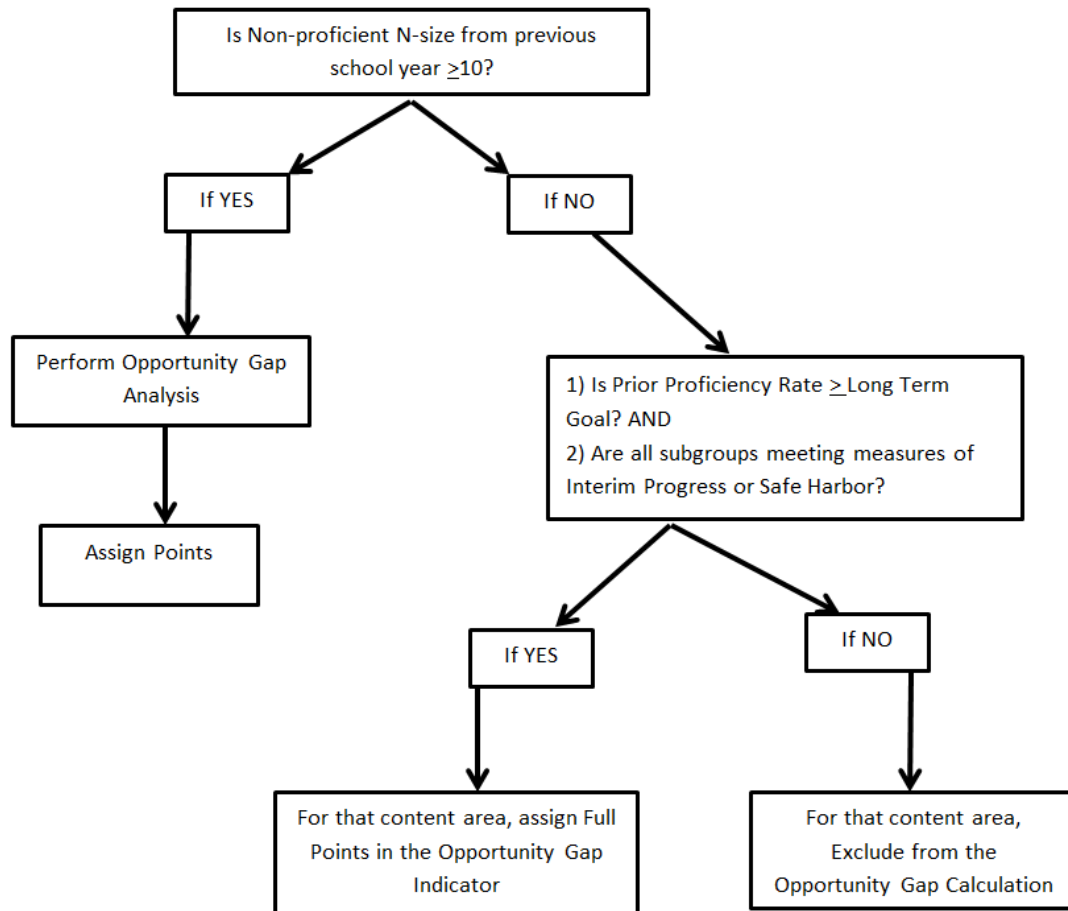 Is Non-proficient N-size from previous
school year ≥10?
If YES
If NO
Perform Opportunity Gap
Analysis
1) Is Prior Proficiency Rate ≥ Long Term
Goal? AND
2) Are all subgroups meeting measures of
Interim Progress or Safe Harbor?
Assign Points
If YES
If NO
For that content area, assign Full
Points in the Opportunity Gap
Indicator
For that content area,
Exclude from the
Opportunity Gap Calculation